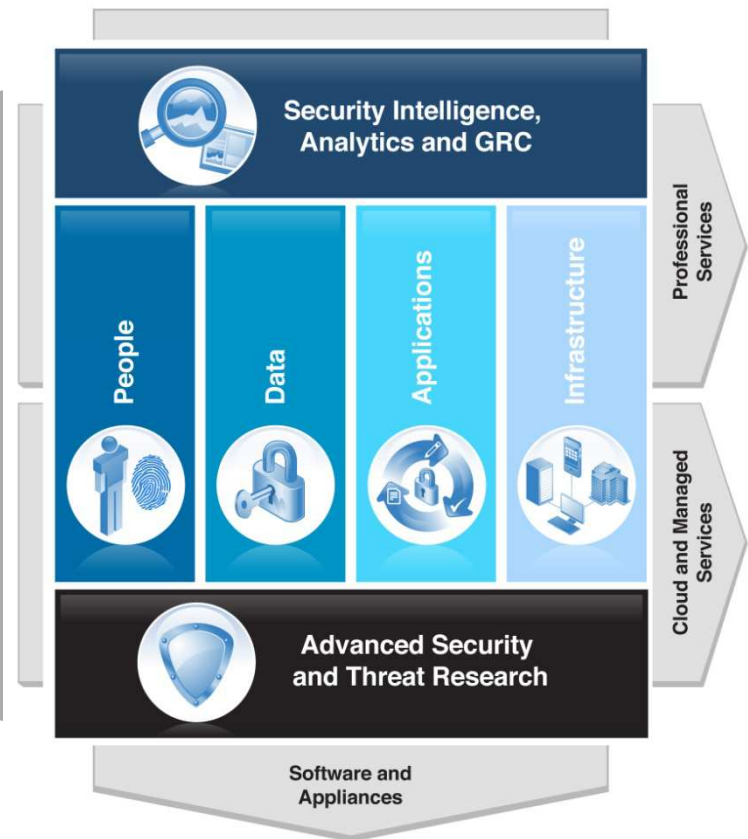 Security Intelligence,
Analytics and GRC
People
Data
Applications
Infrastructure
Professional
Services
Cloud and Managed
Services
Advanced Security
and Threat Research
Software and
Appliances